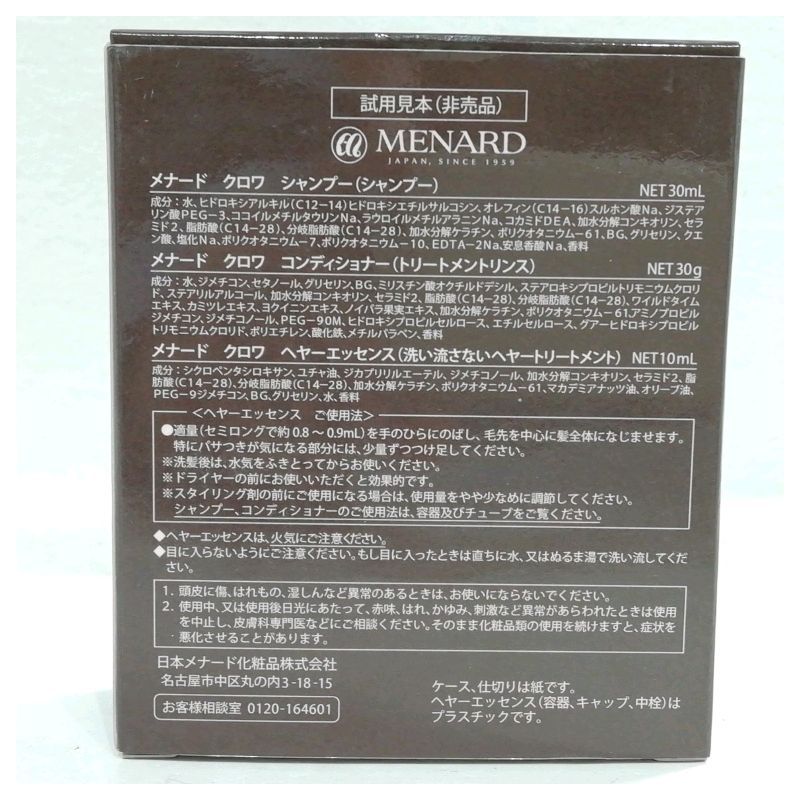 試用見本(非売品)
MENARD
JAPAN, SINCE 1959
メナード クロワ シャンプー(シャンプー) NET 30mL
成分:水、ヒドロキシアルキル(C12-14)ヒドロキシエチルサルコシン、オレフィン(C14-16)スルホン酸Na、ジステア
リン酸PEG-3、ココイルメチルタウリンNa、ラウロイルメチルアラニンNa、コカミドDEA、加水分解コンキオリン、セラ
ミド2、脂肪酸(C14-28)、分岐脂肪酸(C14-28)、加水分解ケラチン、ポリクオタニウム-61、BG、グリセリン、クエ
ン酸、塩化Na、ポリクオタニウム-7、ポリクオタニウム-10、EDTA-2Na、安息香酸Na、香料
メナード クロワ コンディショナー(トリートメントリンス) NET 30g
成分:水、ジメチコン、セタノール、グリセリン、BG、ミリスチン酸オクチルドデシル、ステアロキシプロピルトリモニウムクロリ
ド、ステアリルアルコール、加水分解コンキオリン、セラミド2、脂肪酸(C14-28)、分岐脂肪酸(C14-28)、ワイルドタイム
エキス、カミツレエキス、ヨクイニンエキス、ノイバラ果実エキス、加水分解ケラチン、ポリクオタニウム-61、アミノプロピル
ジメチコン、ジメチコノール、PEG-90M、ヒドロキシプロピルセルロース、エチルセルロース、グアーヒドロキシプロピル
トリモニウムクロリド、ポリエチレン、酸化鉄、メチルパラベン、香料
メナード クロワ ヘヤーエッセンス(洗い流さないヘヤートリートメント) NET 10mL
成分:シクロペンタシロキサン、ユチャ油、ジカプリリルエーテル、ジメチコノール、加水分解コンキオリン、セラミド2、脂
肪酸(C14-28)、分岐脂肪酸(C14-28)、加水分解ケラチン、ポリクオタニウム-61、マカデミアナッツ油、オリーブ油、
PEG-9ジメチコン、BG、グリセリン、水、香料
<ヘヤーエッセンス ご使用法>
●適量(セミロングで約0.8~0.9mL)を手のひらにのばし、毛先を中心に髪全体になじませます。
特にパサつきが気になる部分には、少量ずつつけ足してください。
※洗髪後は、水気をふきとってからお使いください。
※ドライヤーの前にお使いいただくと効果的です。
※スタイリング剤の前にご使用になる場合は、使用量をやや少なめに調節してください。
シャンプー、コンディショナーのご使用法は、容器及びチューブをご覧ください。
◆ヘヤーエッセンスは、火気にご注意ください。
◆目に入らないようにご注意ください。もし目に入ったときは直ちに水、又はぬるま湯で洗い流してくだ
さい。
1. 頭皮に傷、はれもの、湿しんなど異常のあるときは、お使いにならないでください。
2. 使用中、又は使用後日光にあたって、赤味、はれ、かゆみ、刺激など異常があらわれたときは使用
を中止し、皮膚科専門医などにご相談ください。そのまま化粧品類の使用を続けますと、症状を
悪化させることがあります。
日本メナード化粧品株式会社
名古屋市中区丸の内3-18-15
お客様相談室 0120-164601
ケース、仕切りは紙です。
ヘヤーエッセンス(容器、キャップ、中栓)は
プラスチックです。